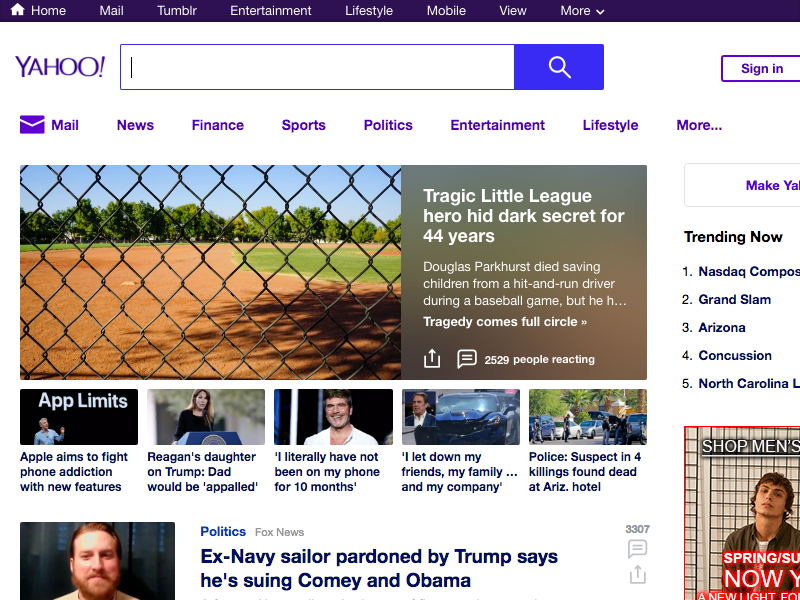 Home Mail Tumblr Entertainment Lifestyle Mobile View More
YAHOO!
Sign in
Mail News Finance Sports Politics Entertainment Lifestyle More...
Tragic Little League
hero hid dark secret for
44 years
Douglas Parkhurst died saving
children from a hit-and-run driver
during a baseball game, but he h…
Tragedy comes full circle »
2529 people reacting
App Limits
Apple aims to fight
phone addiction
with new features
Reagan's daughter
on Trump: Dad
would be 'appalled'
'I literally have not
been on my phone
for 10 months'
'I let down my
friends, my family ...
and my company'
Police: Suspect in 4
killings found dead
at Ariz. hotel
Politics Fox News
3307
Ex-Navy sailor pardoned by Trump says
he's suing Comey and Obama
Make Ya
Trending Now
1. Nasdaq Compos
2. Grand Slam
3. Arizona
4. Concussion
5. North Carolina L
SHOP MEN'S
SPRING/SU
NOW Y
A NEW LIGHT, FO